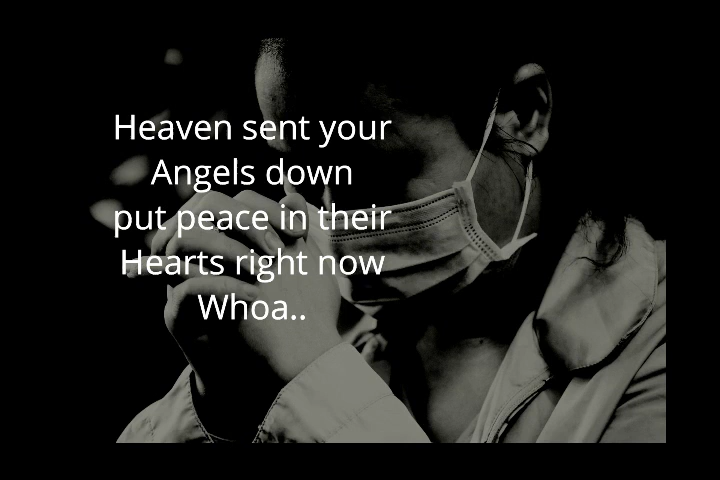 Heaven sent your
Angels down
put peace in their
Hearts right now
Whoa..